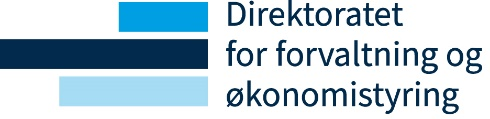 Direktoratet
for forvaltning og
økonomistyring